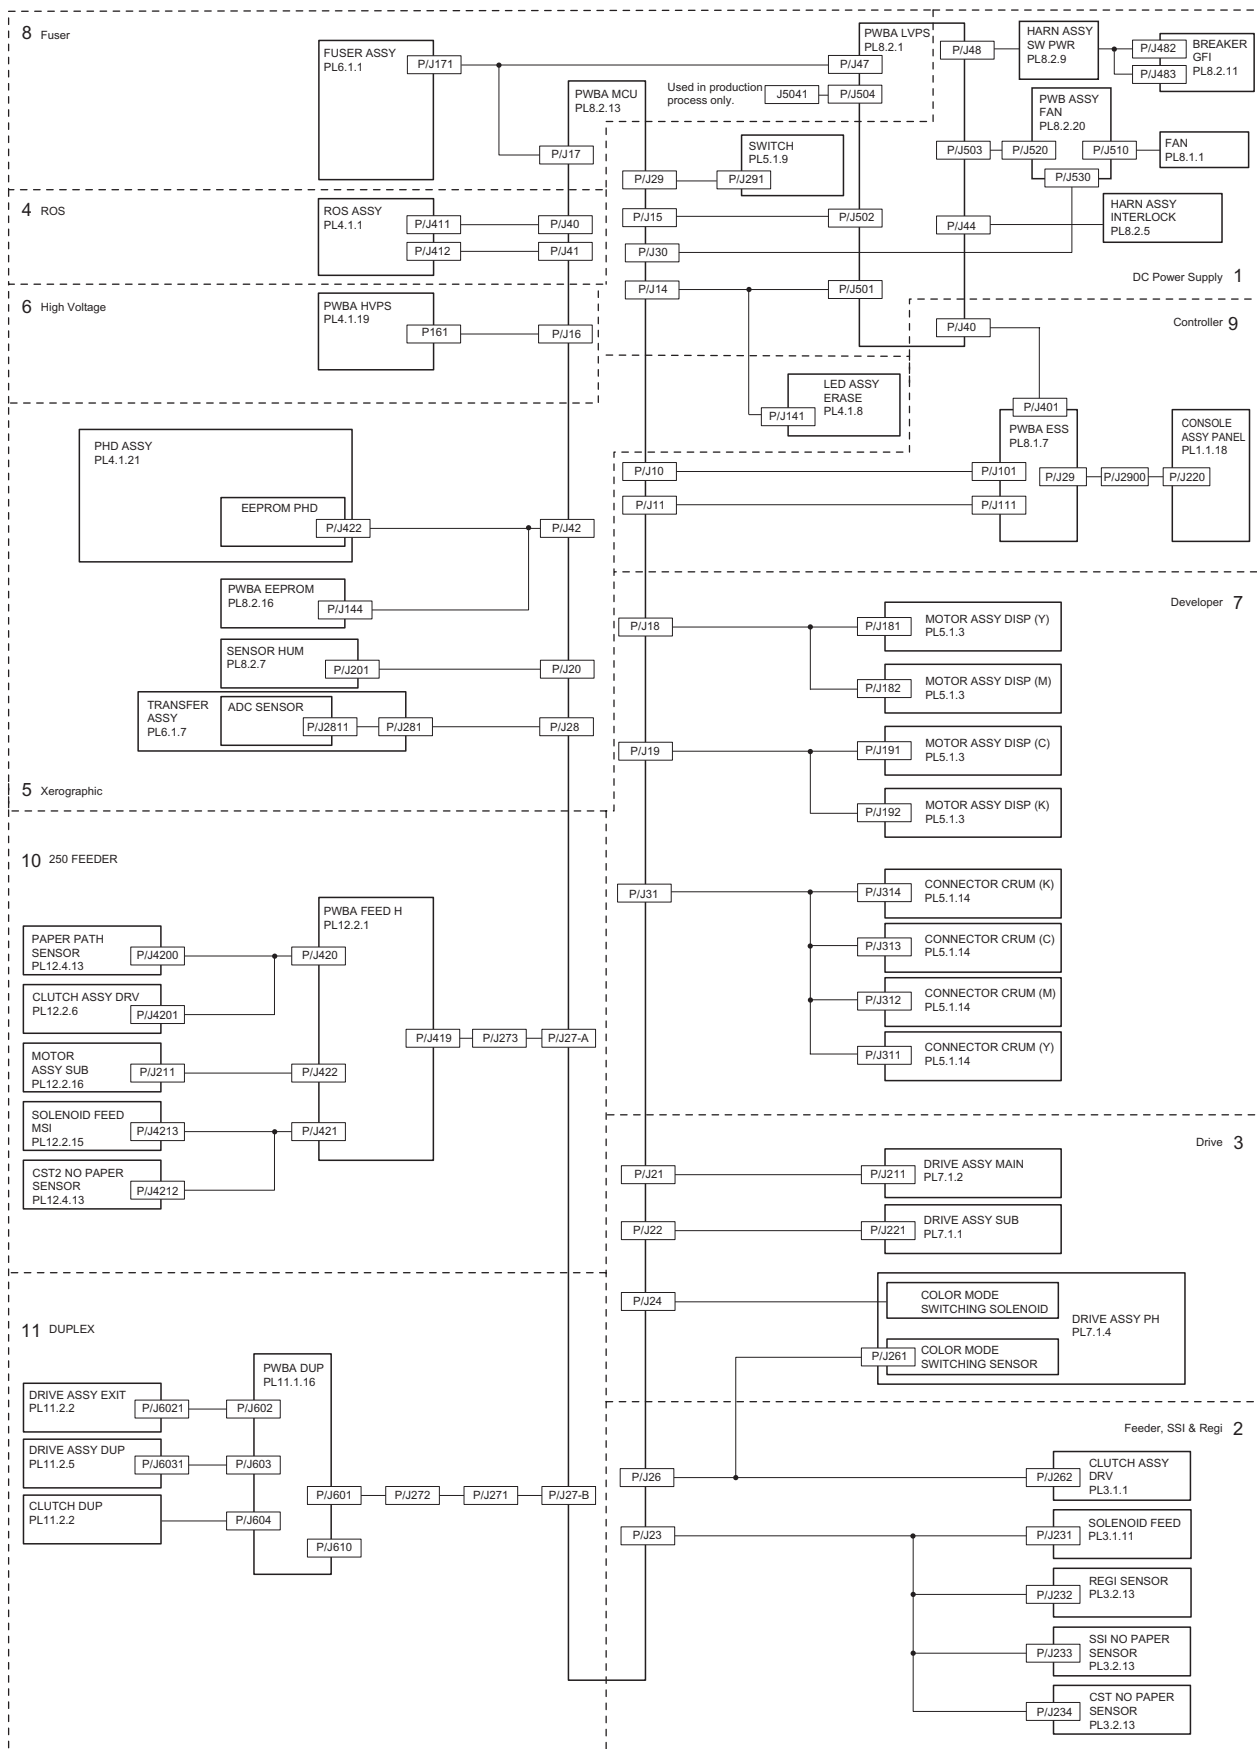 8 Fuser
FUSER ASSY
PL6.1.1
P/J171
PWBA MCU
PL8.2.13
P/J17
PWBA LVPS
PL8.2.1
P/J47
Used in production
process only.
J5041
P/J504
P/J48
HARN ASSY
SW PWR
PL8.2.9
P/J482
P/J483
BREAKER
GFI
PL8.2.11
PWB ASSY
FAN
PL8.2.20
P/J503
P/J520
P/J510
P/J530
FAN
PL8.1.1
SWITCH
PL5.1.9
P/J29
P/J291
P/J15
P/J502
P/J30
P/J14
P/J501
P/J44
HARN ASSY
INTERLOCK
PL8.2.5
DC Power Supply 1
4 ROS
ROS ASSY
PL4.1.1
P/J411
P/J40
P/J412
P/J41
6 High Voltage
PWBA HVPS
PL4.1.19
P161
P/J16
P/J40
Controller 9
LED ASSY
ERASE
PL4.1.8
P/J141
P/J401
PWBA ESS
PL8.1.7
CONSOLE
ASSY PANEL
PL1.1.18
P/J10
P/J101
P/J29
P/J2900
P/J220
P/J11
P/J111
PHD ASSY
PL4.1.21
EEPROM PHD
P/J422
P/J42
PWBA EEPROM
PL8.2.16
P/J144
SENSOR HUM
PL8.2.7
P/J201
P/J20
TRANSFER
ASSY
PL6.1.7
ADC SENSOR
P/J2811
P/J281
P/J28
5 Xerographic
Developer 7
P/J18
P/J181
MOTOR ASSY DISP (Y)
PL5.1.3
P/J182
MOTOR ASSY DISP (M)
PL5.1.3
P/J19
P/J191
MOTOR ASSY DISP (C)
PL5.1.3
P/J192
MOTOR ASSY DISP (K)
PL5.1.3
P/J31
P/J314
CONNECTOR CRUM (K)
PL5.1.14
P/J313
CONNECTOR CRUM (C)
PL5.1.14
P/J312
CONNECTOR CRUM (M)
PL5.1.14
P/J311
CONNECTOR CRUM (Y)
PL5.1.14
10 250 FEEDER
PWBA FEED H
PL12.2.1
PAPER PATH
SENSOR
PL12.4.13
P/J4200
P/J420
CLUTCH ASSY DRV
PL12.2.6
P/J4201
P/J419
P/J273
P/J27-A
MOTOR
ASSY SUB
PL12.2.16
P/J211
P/J422
SOLENOID FEED
MSI
PL12.2.15
P/J4213
P/J421
CST2 NO PAPER
SENSOR
PL12.4.13
P/J4212
Drive 3
P/J21
P/J211
DRIVE ASSY MAIN
PL7.1.2
P/J22
P/J221
DRIVE ASSY SUB
PL7.1.1
P/J24
COLOR MODE
SWITCHING SOLENOID
DRIVE ASSY PH
PL7.1.4
P/J261
COLOR MODE
SWITCHING SENSOR
11 DUPLEX
PWBA DUP
PL11.1.16
DRIVE ASSY EXIT
PL11.2.2
P/J6021
P/J602
DRIVE ASSY DUP
PL11.2.5
P/J6031
P/J603
CLUTCH DUP
PL11.2.2
P/J604
P/J601
P/J272
P/J271
P/J27-B
P/J610
Feeder, SSI & Regi 2
P/J26
P/J262
CLUTCH ASSY
DRV
PL3.1.1
P/J23
P/J231
SOLENOID FEED
PL3.1.11
P/J232
REGI SENSOR
PL3.2.13
P/J233
SSI NO PAPER
SENSOR
PL3.2.13
P/J234
CST NO PAPER
SENSOR
PL3.2.13